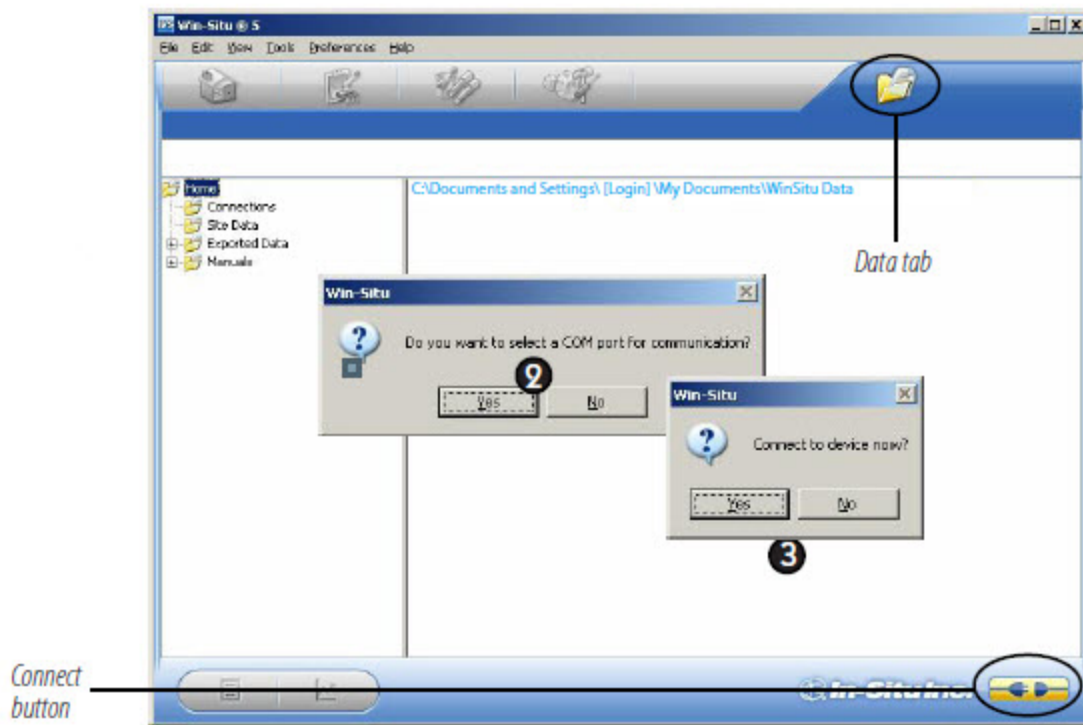 Win-Situ ® 5
File Edit View Tools Preferences Help
Home
Connections
Site Data
Exported Data
Manuals
C:\Documents and Settings\ [Login] \My Documents\WinSitu Data
Data tab
Win-Situ
Do you want to select a COM port for communication?
2
Yes No
Win-Situ
Connect to device now?
Yes No
3
Connect
button
In-Situ Inc.